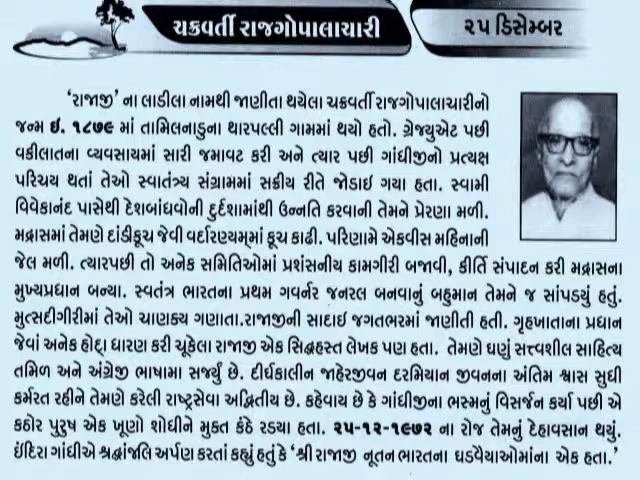 ચક્રવર્તી રાજગોપાલાચારી
૨૫ ડિસેમ્બર
'રાજાજી' ના લાડીલા નામથી જાણીતા થયેલા ચક્રવર્તી રાજગોપાલાચારીનો
જન્મ ઇ. ૧૮૭૯ માં તામિલનાડુના થારપલ્લી ગામમાં થયો હતો. ગ્રેજ્યુએટ પછી
વકીલાતના વ્યવસાયમાં સારી જમાવટ કરી અને ત્યાર પછી ગાંધીજીનો પ્રત્યક્ષ
પરિચય થતાં તેઓ સ્વાતંત્ર્ય સંગ્રામમાં સક્રીય રીતે જોડાઇ ગયા હતા. સ્વામી
વિવેકાનંદ પાસેથી દેશબાંધવોની દુર્દશામાંથી ઉન્નતિ કરવાની તેમને પ્રેરણા મળી.
મદ્રાસમાં તેમણે દાંડીકૂચ જેવી વર્દારણ્યમ્‌માં કૂચ કાઢી. પરિણામે એકવીસ મહિનાની
જેલ મળી. ત્યારપછી તો અનેક સમિતિઓમાં પ્રશંસનીય કામગીરી બજાવી, કીર્તિ સંપાદન કરી મદ્રાસના
મુખ્યપ્રધાન બન્યા. સ્વતંત્ર ભારતના પ્રથમ ગવર્નર જનરલ બનવાનું બહુમાન તેમને જ સાંપડ્યું હતું.
મુત્સદીગીરીમાં તેઓ ચાણક્ય ગણાતા.રાજાજીની સાદાઇ જગતભરમાં જાણીતી હતી. ગૃહખાતાના પ્રધાન
જેવાં અનેક હોદ્દા ધારણ કરી ચૂકેલા રાજાજી એક સિદ્ધહસ્ત લેખક પણ હતા. તેમણે ઘણું સત્ત્વશીલ સાહિત્ય
તમિળ અને અંગ્રેજી ભાષામા સર્જ્યું છે. દીર્ઘકાલીન જાહેરજીવન દરમિયાન જીવનના અંતિમ શ્વાસ સુધી
કર્મરત રહીને તેમણે કરેલી રાષ્ટ્રસેવા અદ્વિતીય છે. કહેવાય છે કે ગાંધીજીના ભસ્મનું વિસર્જન કર્યા પછી એ
કઠોર પુરુષ એક ખૂણો શોધીને મુક્ત કંઠે રડ્યા હતા. ૨૫-૧૨-૧૯૭૨ ના રોજ તેમનું દેહાવસાન થયું.
ઇંદિરા ગાંધીએ શ્રદ્ધાંજલિ અર્પણ કરતાં કહ્યું હતું કે 'શ્રી રાજાજી નૂતન ભારતના ઘડવૈયાઓમાંના એક હતા.'